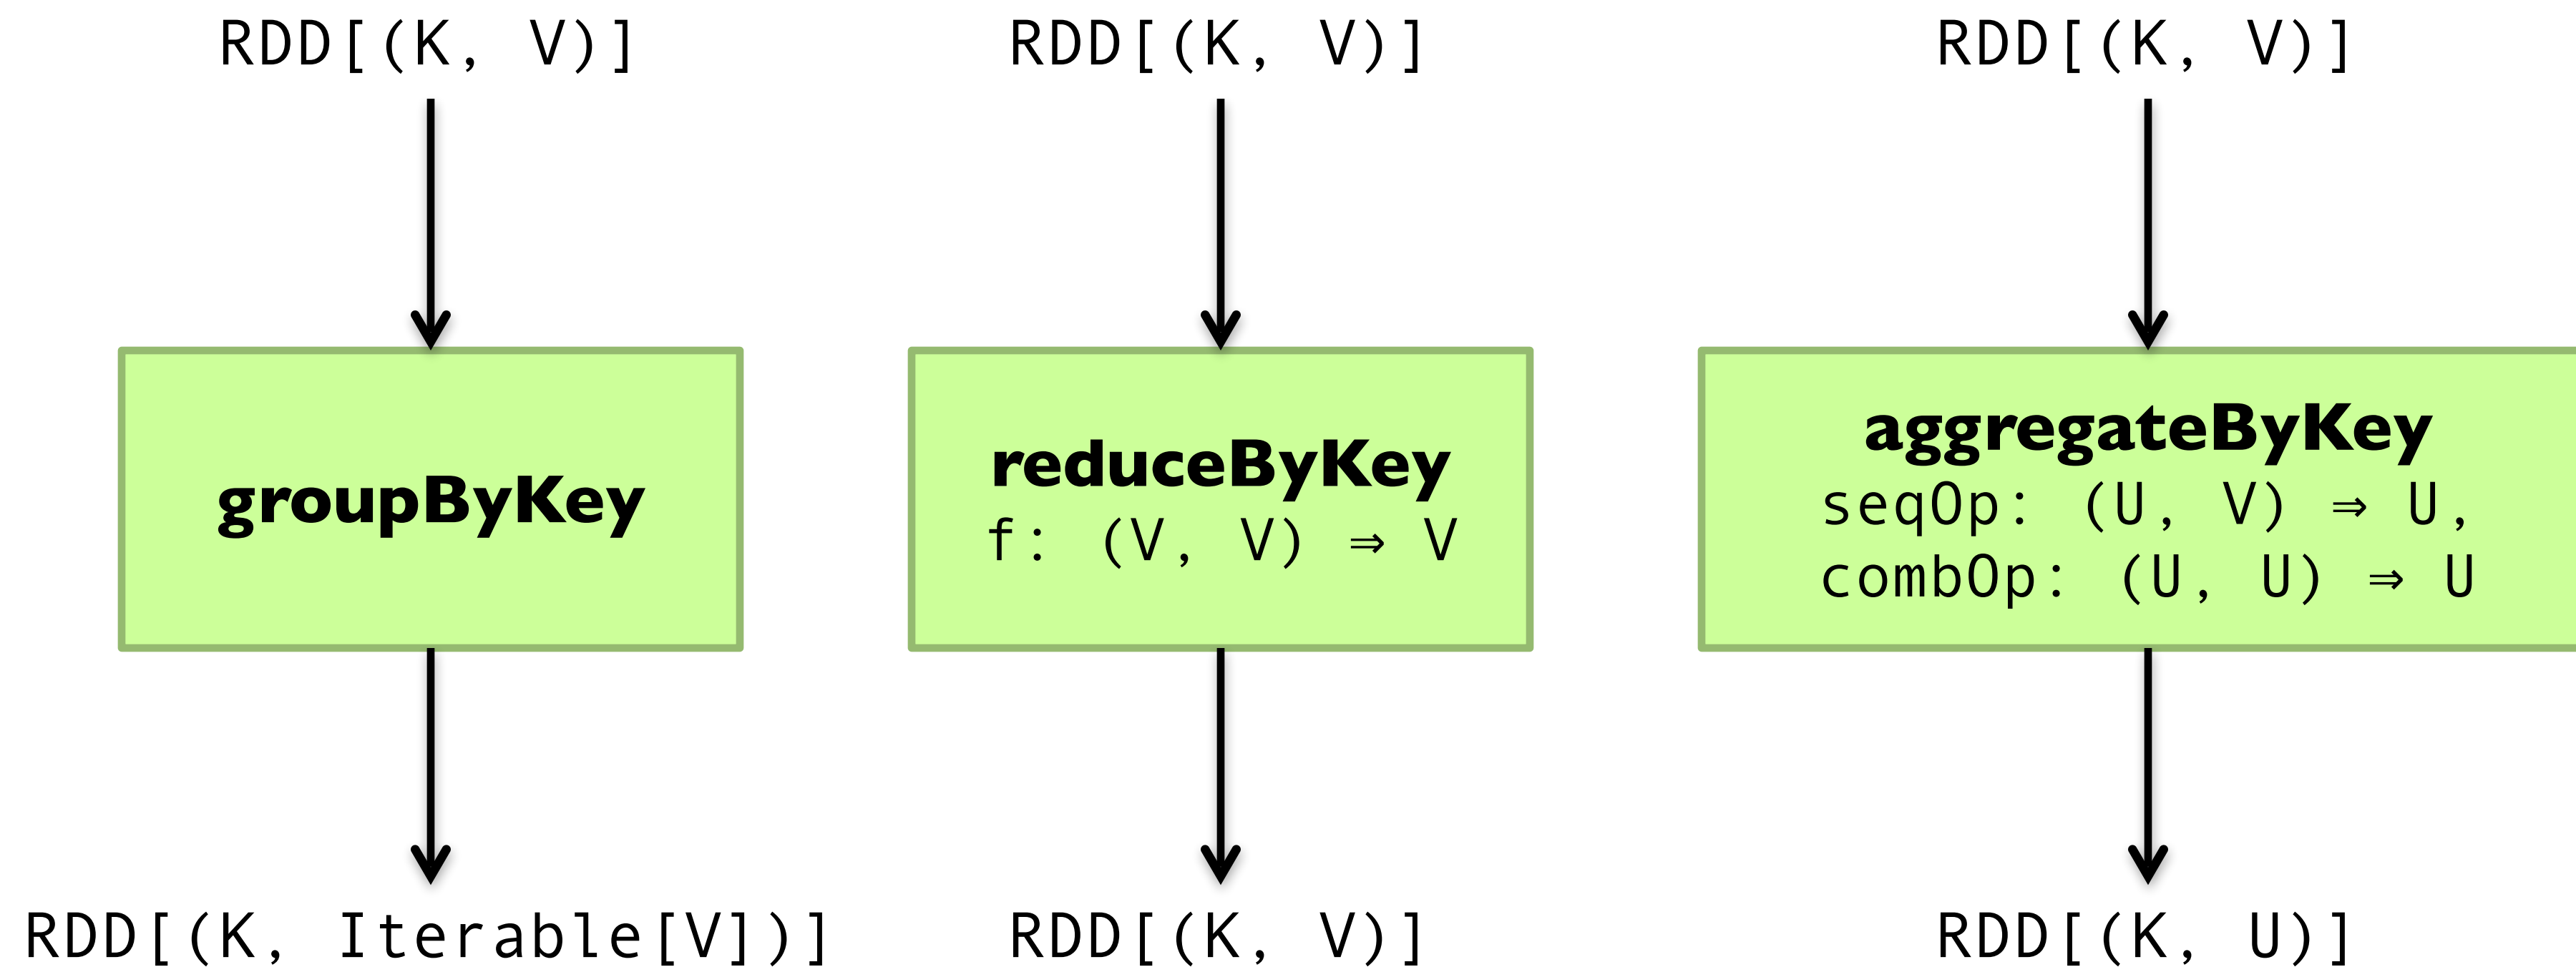 RDD[(K, V)]
RDD[(K, V)]
RDD[(K, V)]
groupByKey
reduceByKey
f: (V, V) ⇒ V
aggregateByKey
seqOp: (U, V) ⇒ U,
combOp: (U, U) ⇒ U
RDD[(K, Iterable[V])]
RDD[(K, V)]
RDD[(K, U)]